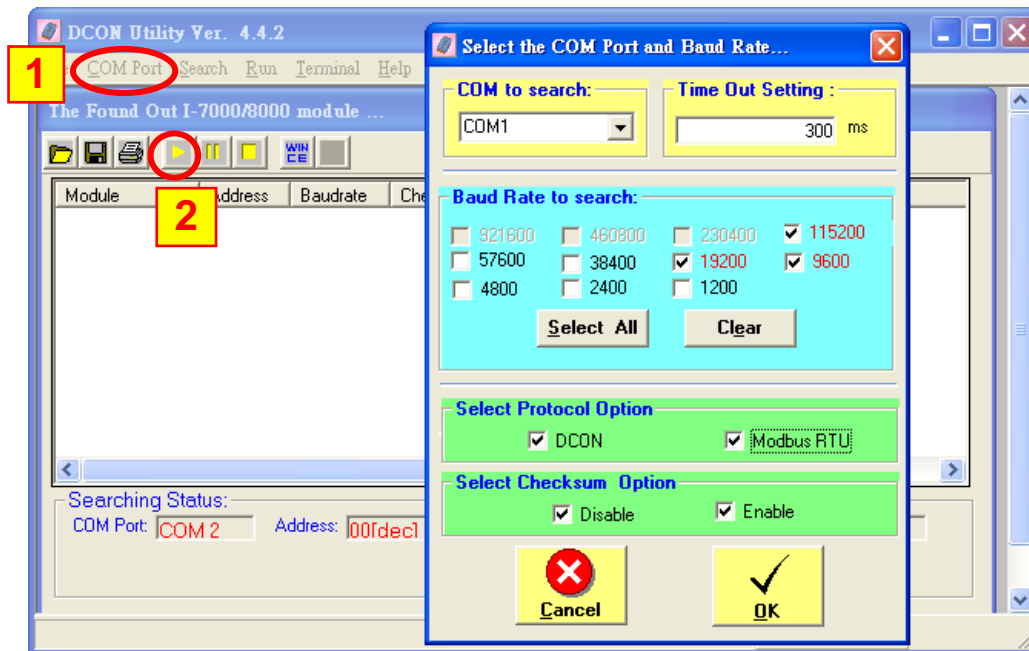 DCON Utility Ver. 4.4.2
1
COM Port Search Run Terminal Help
The Found Out I-7000/8000 module ...
WIN CE
2
Module Address Baudrate Che
Searching Status:
COM Port: COM 2 Address: 00[dec]
Select the COM Port and Baud Rate...
COM to search: Time Out Setting :
COM1 300 ms
Baud Rate to search:
921600 460800 230400 115200
57600 38400 19200 9600
4800 2400 1200
Select All Clear
Select Protocol Option
DCON Modbus RTU
Select Checksum Option
Disable Enable
Cancel OK